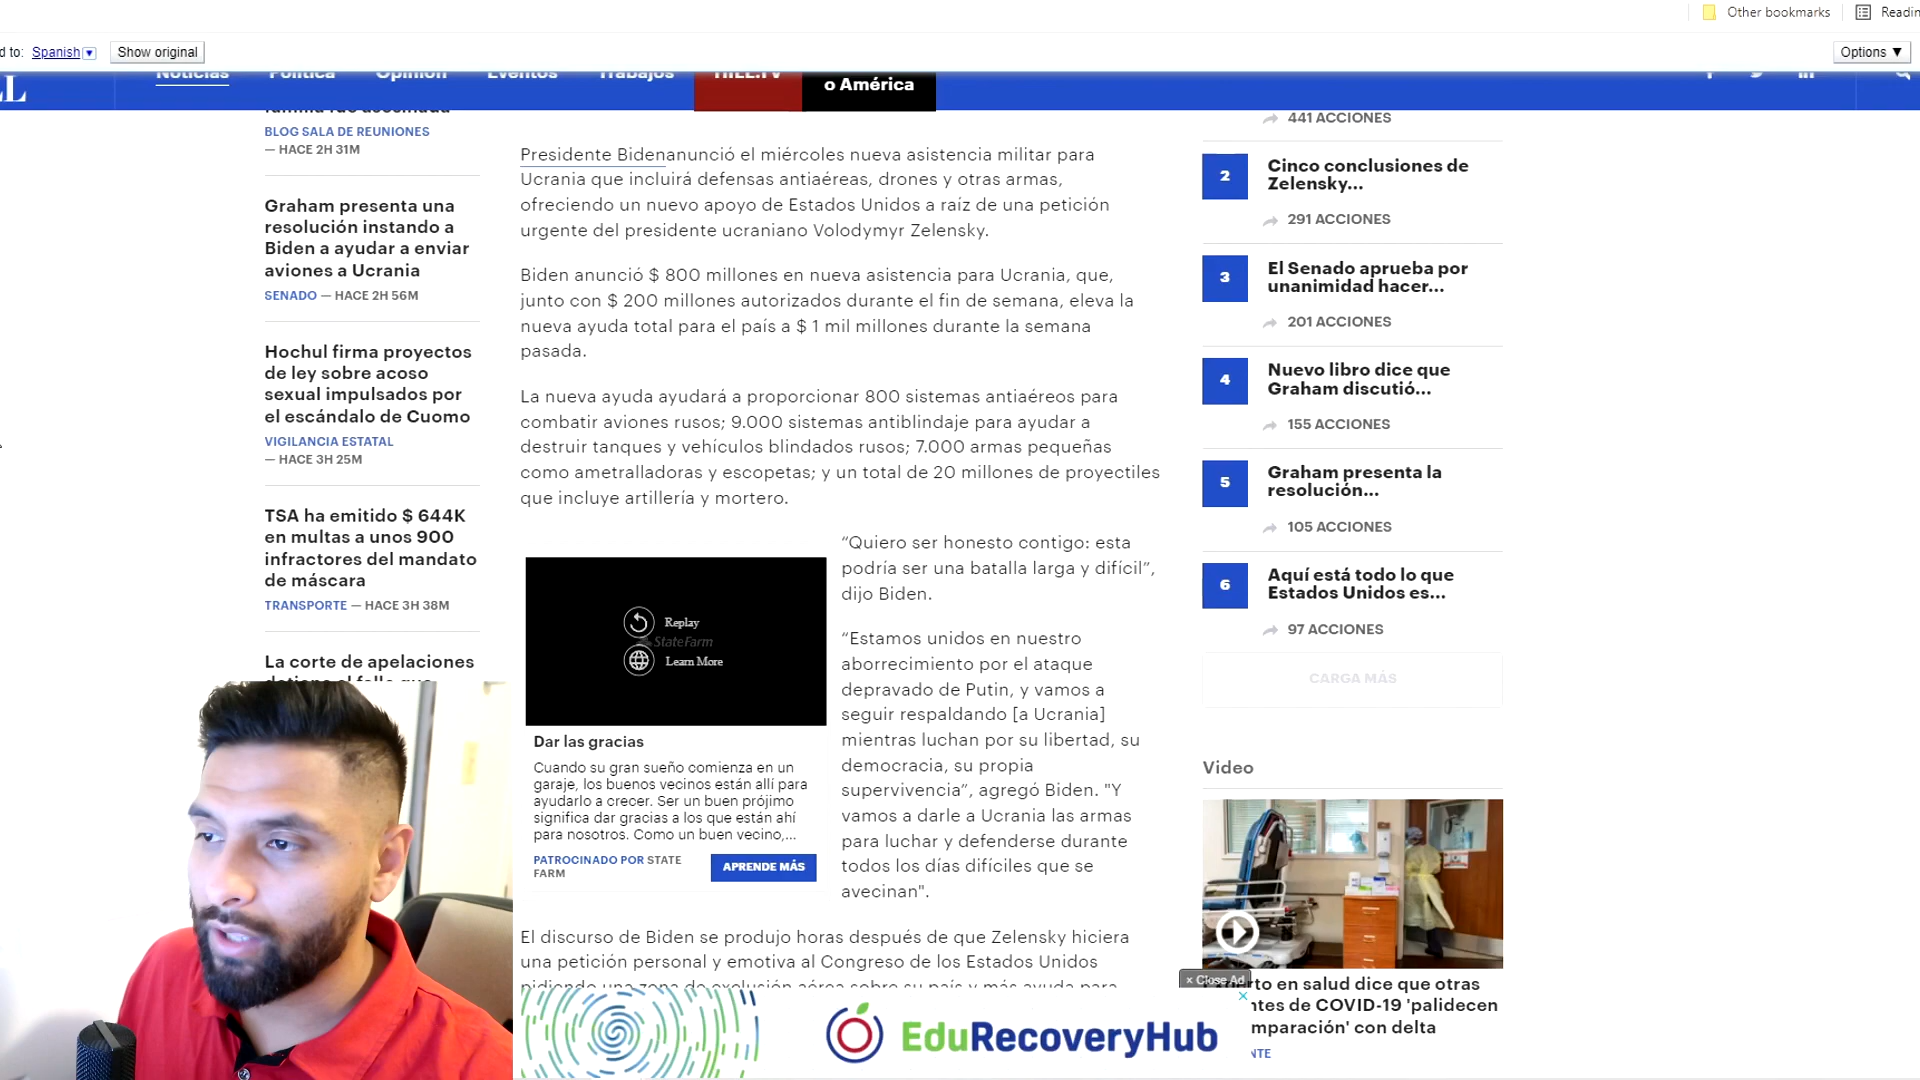 Other bookmarks
d to: Spanish Show original
Options ▼
Noticias Política Opinión Eventos Trabajos HILL.TV
o América
familia fue asesinada
BLOG SALA DE REUNIONES
— HACE 2H 31M
Graham presenta una
resolución instando a
Biden a ayudar a enviar
aviones a Ucrania
SENADO — HACE 2H 56M
Hochul firma proyectos
de ley sobre acoso
sexual impulsados por
el escándalo de Cuomo
VIGILANCIA ESTATAL
— HACE 3H 25M
TSA ha emitido $ 644K
en multas a unos 900
infractores del mandato
de máscara
TRANSPORTE — HACE 3H 38M
La corte de apelaciones
Presidente Bidenanunció el miércoles nueva asistencia militar para
Ucrania que incluirá defensas antiaéreas, drones y otras armas,
ofreciendo un nuevo apoyo de Estados Unidos a raíz de una petición
urgente del presidente ucraniano Volodymyr Zelensky.
Biden anunció $ 800 millones en nueva asistencia para Ucrania, que,
junto con $ 200 millones autorizados durante el fin de semana, eleva la
nueva ayuda total para el país a $ 1 mil millones durante la semana
pasada.
La nueva ayuda ayudará a proporcionar 800 sistemas antiaéreos para
combatir aviones rusos; 9.000 sistemas antiblindaje para ayudar a
destruir tanques y vehículos blindados rusos; 7.000 armas pequeñas
como ametralladoras y escopetas; y un total de 20 millones de proyectiles
que incluye artillería y mortero.
“Quiero ser honesto contigo: esta
podría ser una batalla larga y difícil”,
dijo Biden.
“Estamos unidos en nuestro
aborrecimiento por el ataque
depravado de Putin, y vamos a
seguir respaldando [a Ucrania]
mientras luchan por su libertad, su
democracia, su propia
supervivencia”, agregó Biden. "Y
vamos a darle a Ucrania las armas
para luchar y defenderse durante
todos los días difíciles que se
avecinan".
Replay
StateFarm
Learn More
Dar las gracias
Cuando su gran sueño comienza en un
garaje, los buenos vecinos están allí para
ayudarlo a crecer. Ser un buen prójimo
significa dar gracias a los que están ahí
para nosotros. Como un buen vecino,...
PATROCINADO POR STATE
FARM
APRENDE MÁS
El discurso de Biden se produjo horas después de que Zelensky hiciera
una petición personal y emotiva al Congreso de los Estados Unidos
pidiendo una zona de exclusión aérea sobre su país y más ayuda para
441 ACCIONES
2
Cinco conclusiones de
Zelensky...
291 ACCIONES
3
El Senado aprueba por
unanimidad hacer...
201 ACCIONES
4
Nuevo libro dice que
Graham discutió...
155 ACCIONES
5
Graham presenta la
resolución...
105 ACCIONES
6
Aquí está todo lo que
Estados Unidos es...
97 ACCIONES
CARGA MÁS
Video
x Close Ad
rto en salud dice que otras
ntes de COVID-19 'palidecen
mparación' con delta
NTE
EduRecoveryHub